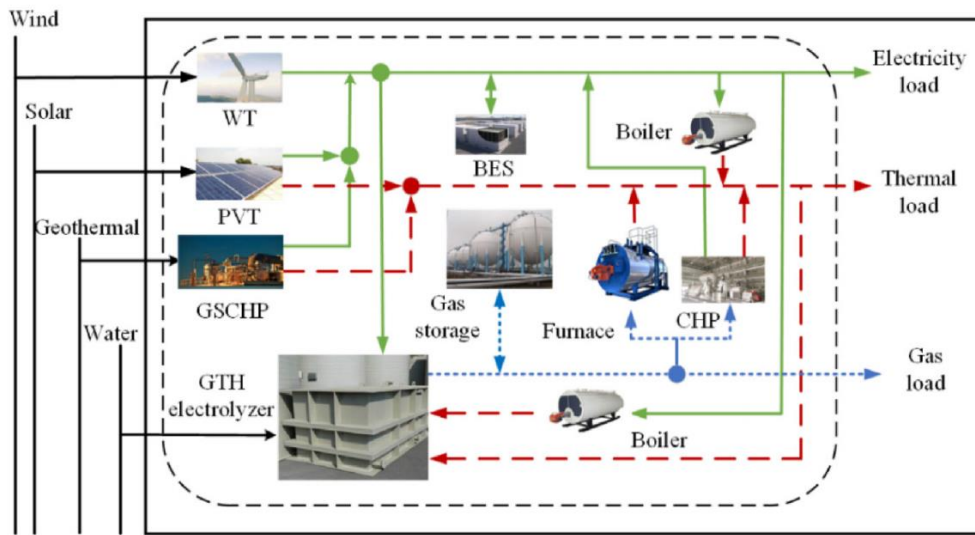 Wind
Solar
Geothermal
Water
WT
PVT
GSCHP
GTH
electrolyzer
BES
Gas
storage
Boiler
Furnace
CHP
Boiler
Electricity
load
Thermal
load
Gas
load